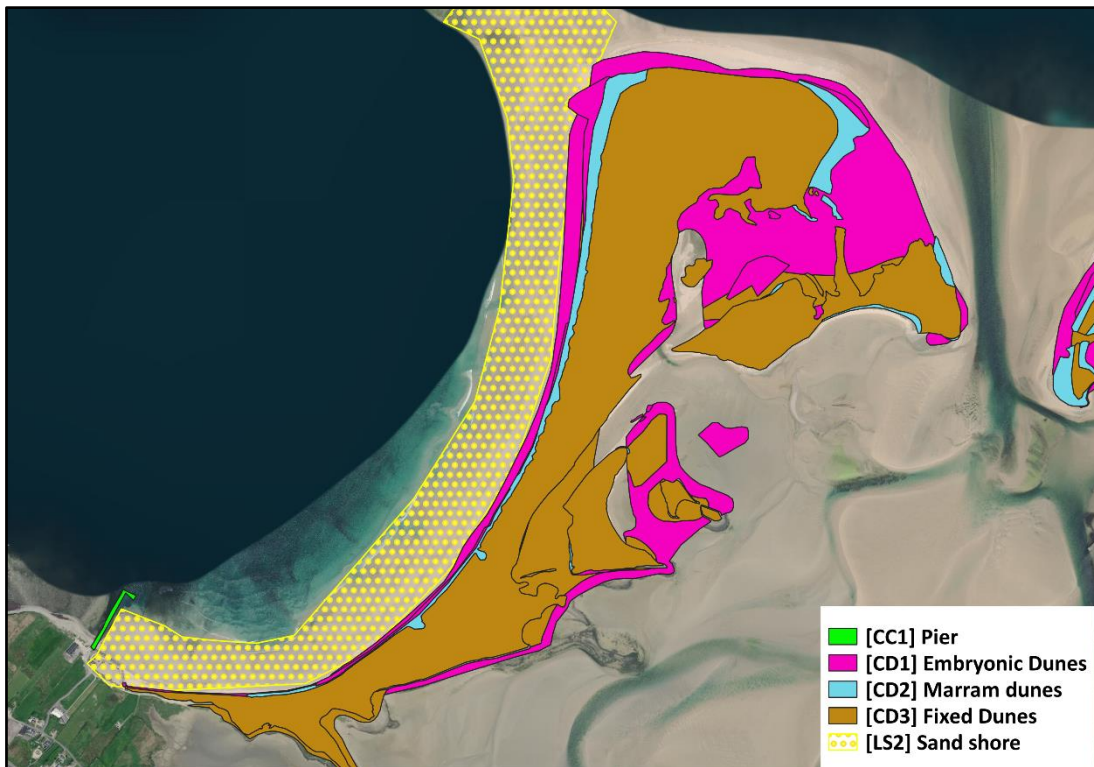 [CC1] Pier
[CD1] Embryonic Dunes
[CD2] Marram dunes
[CD3] Fixed Dunes
[LS2] Sand shore